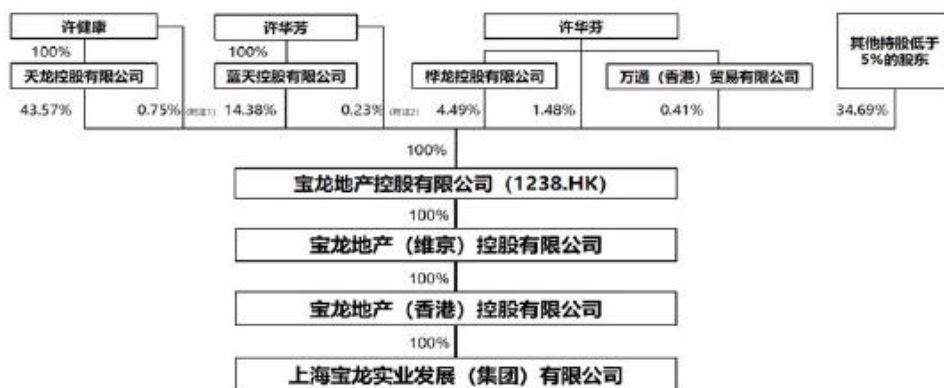 许健康
许华芳
许华芬
其他持股低于
5%的股东
100%
100%
天龙控股有限公司
蓝天控股有限公司
桦龙控股有限公司
万通（香港）贸易有限公司
43.57%
0.75%
14.38%
0.23%
4.49%
1.48%
0.41%
34.69%
100%
宝龙地产控股有限公司（1238.HK）
100%
宝龙地产（维京）控股有限公司
100%
宝龙地产（香港）控股有限公司
100%
上海宝龙实业发展（集团）有限公司